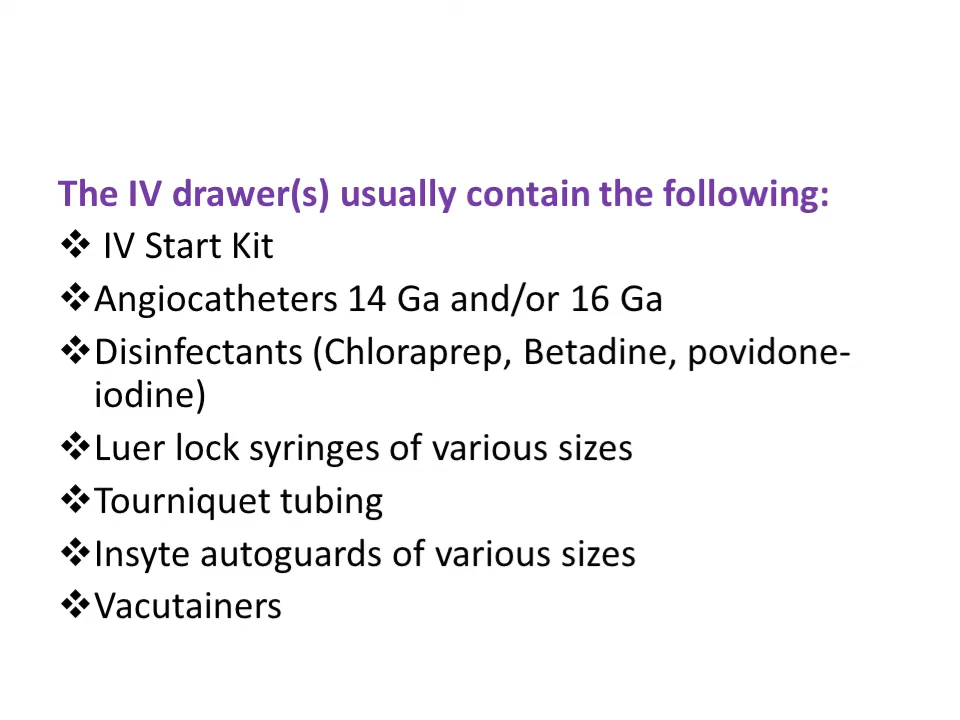 The IV drawer(s) usually contain the following:
❖ IV Start Kit
❖Angiocatheters 14 Ga and/or 16 Ga
❖Disinfectants (Chloraprep, Betadine, povidone-
iodine)
❖Luer lock syringes of various sizes
❖Tourniquet tubing
❖Insyte autoguards of various sizes
❖Vacutainers